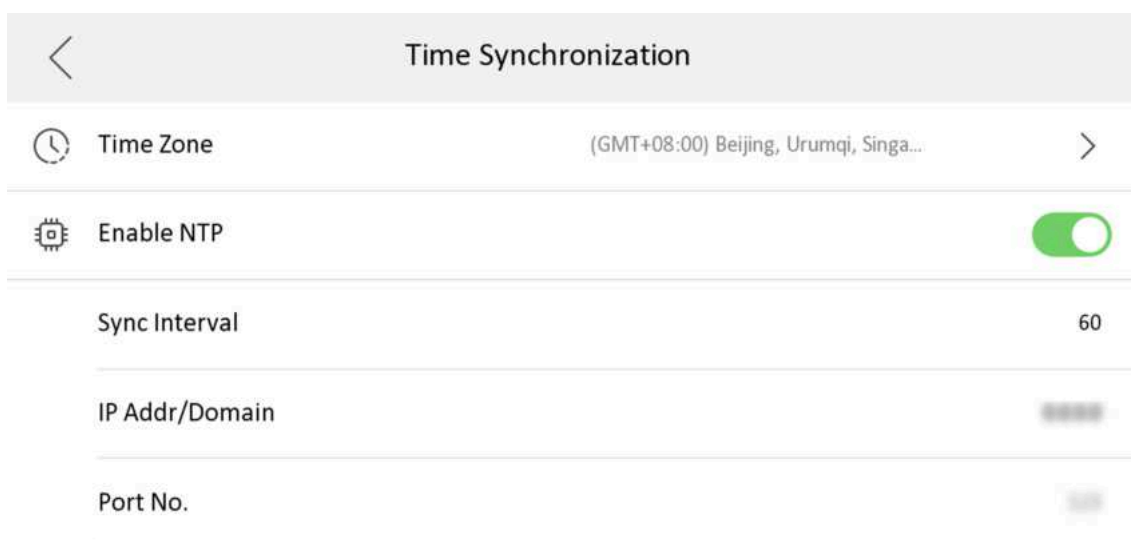 Time Synchronization
Time Zone (GMT+08:00) Beijing, Urumqi, Singa...
Enable NTP
Sync Interval 60
IP Addr/Domain
Port No.